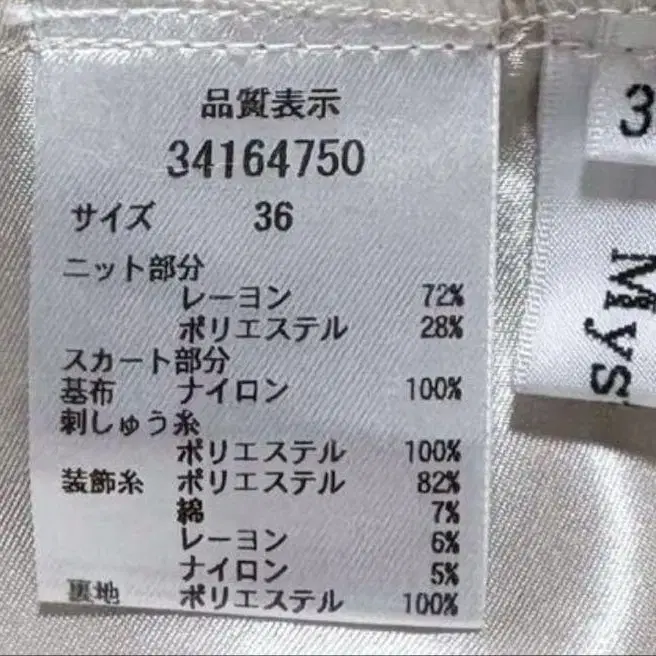 品質表示
34164750
サイズ 36
ニット部分
レーヨン 72%
ポリエステル 28%
スカート部分
基布 ナイロン 100%
刺しゅう糸
ポリエステル 100%
装飾糸 ポリエステル 82%
綿 7%
レーヨン 6%
ナイロン 5%
裏地 ポリエステル 100%
3
Mys